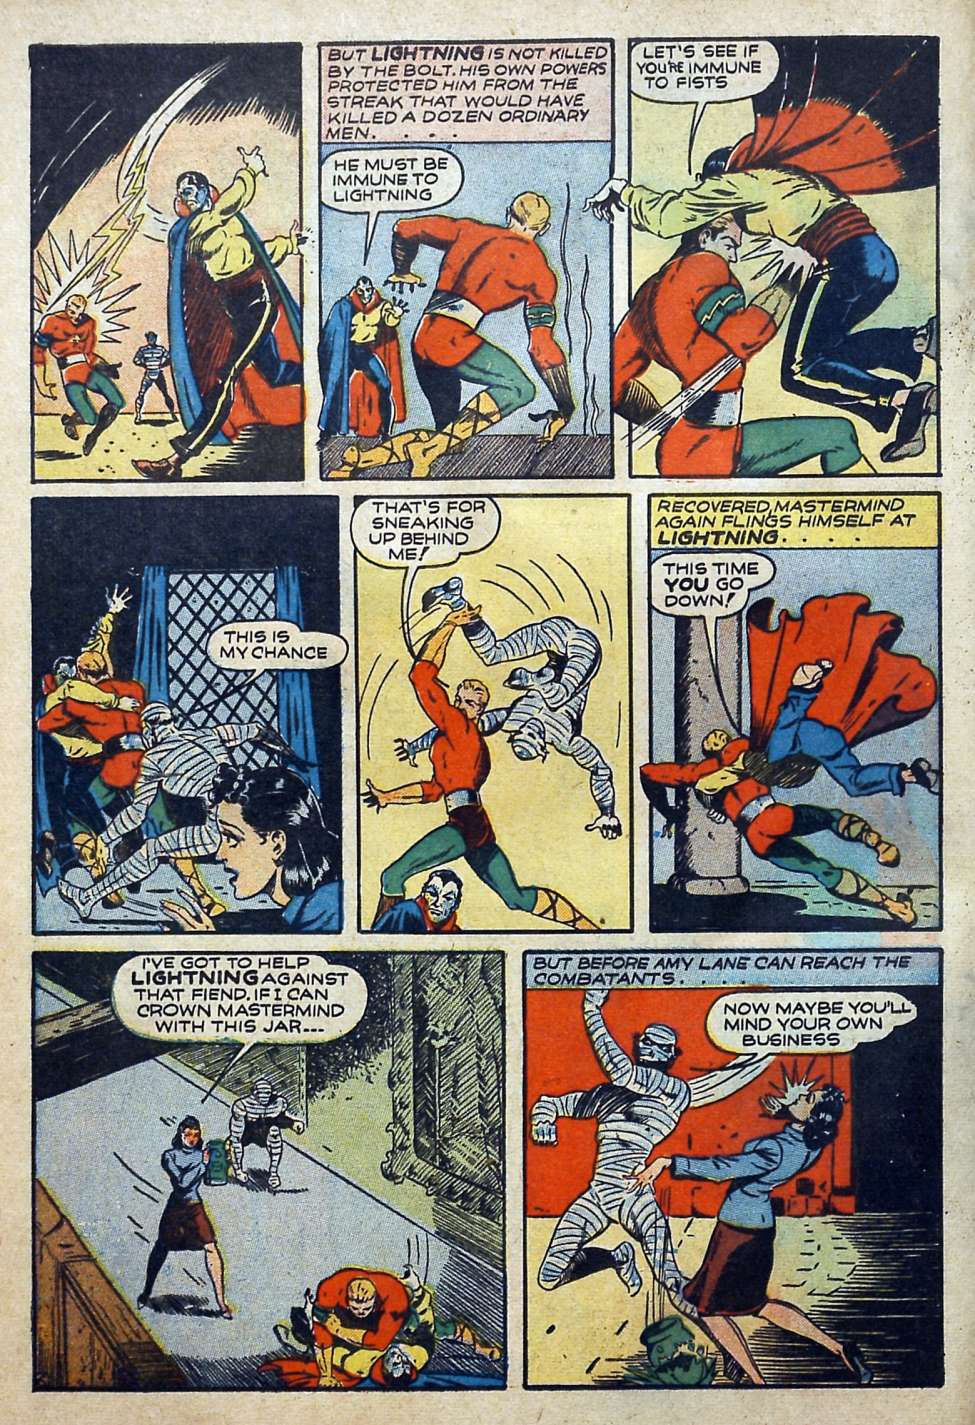 BUT LIGHTNING IS NOT KILLED
BY THE BOLT. HIS OWN POWERS
PROTECTED HIM FROM THE
STREAK THAT WOULD HAVE
KILLED A DOZEN ORDINARY
MEN. . . .
HE MUST BE
IMMUNE TO
LIGHTNING
LET'S SEE IF
YOU'RE IMMUNE
TO FISTS
THIS IS
MY CHANCE
THAT'S FOR
SNEAKING
UP BEHIND
ME!
RECOVERED, MASTERMIND
AGAIN FLINGS HIMSELF AT
LIGHTNING. . . .
THIS TIME
YOU GO
DOWN!
I'VE GOT TO HELP
LIGHTNING AGAINST
THAT FIEND. IF I CAN
CROWN MASTERMIND
WITH THIS JAR---
BUT BEFORE AMY LANE CAN REACH THE
COMBATANTS. . . .
NOW MAYBE YOU'LL
MIND YOUR OWN
BUSINESS